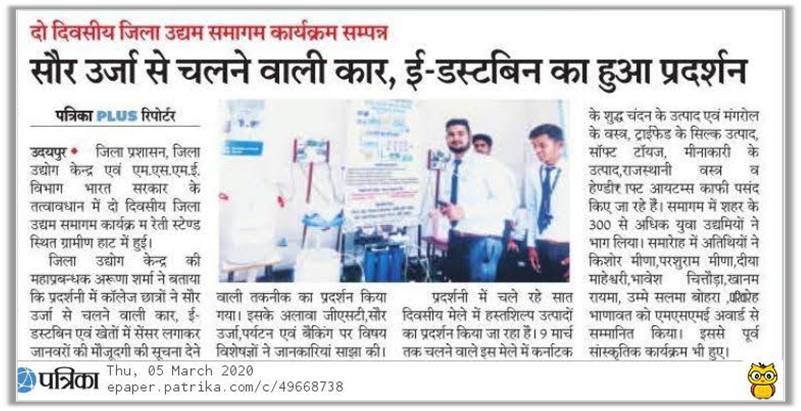 दो दिवसीय जिला उद्यम समागम कार्यक्रम सम्पन्न
सौर उर्जा से चलने वाली कार, ई-डस्टबिन का हुआ प्रदर्शन
पत्रिका PLUS रिपोर्टर
उदयपुर जिला प्रशासन, जिला
उद्योग केन्द्र एवं एम.एस.एम.ई.
विभाग भारत सरकार के
तत्वावधान में दो दिवसीय जिला
उद्यम समागम कार्यक्र म रेती स्टेण्ड
स्थित ग्रामीण हाट में हुई।
जिला उद्योग केन्द्र की
महाप्रबन्धक अरूणा शर्मा ने बताया
कि प्रदर्शनी में कॉलेज छात्रों ने सौर
उर्जा से चलने वाली कार, ई-
डस्टबिन एवं खेतों में सेंसर लगाकर
जानवरों की मौजूदगी की सूचना देने
वाली तकनीक का प्रदर्शन किया
गया। इसके अलावा जीएसटी,सौर
उर्जा,पर्यटन एवं बैंकिंग पर विषय
विशेषज्ञों ने जानकारियां साझा की।
प्रदर्शनी में चले रहे सात
दिवसीय मेले में हस्तशिल्प उत्पादों
का प्रदर्शन किया जा रहा है। 9 मार्च
तक चलने वाले इस मेले में कर्नाटक
के शुद्ध चंदन के उत्पाद एवं मंगरोल
के वस्त्र, ट्राईफेड के सिल्क उत्पाद,
सॉफ्ट टॉयज, मीनाकारी के
उत्पाद,राजस्थानी वस्त्र व
आयटम्स काफी पसंद
किए जा रहे है। समागम में शहर के
300 से अधिक युवा उद्यमियों ने
भाग लिया। समारोह में अतिथियों ने
किशोर मीणा,परशुराम मीणा,दीया
माहेश्वरी,भावेश चित्तौड़ा,खानम
रायमा, उम्मे सलमा बोहरा
भाणावत को एमएसएमई अवार्ड से
सम्मानित किया। इससे पूर्व
सांस्कृतिक कार्यक्रम भी हुए।
पत्रिका
Thu, 05 March 2020
epaper.patrika.com/c/49668738